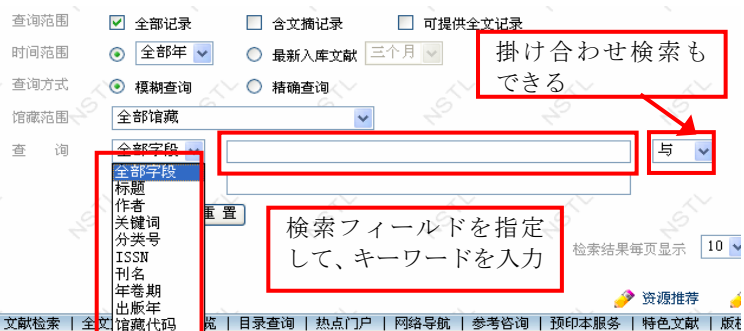 查询范围 全部记录 含文摘记录 可提供全文记录
时间范围 全部年 最新入库文献 三个月
掛け合わせ検索も
できる
查询方式 模糊查询 精确查询
馆藏范围 全部馆藏
查 询 全部字段 与
全部字段
标题
作者
关键词
分类号
ISSN
刊名
年卷期
出版年
馆藏代码
重 置
検索フィールドを指定
して、キーワードを入力
检索结果每页显示 10
资源推荐
文献检索 | 全文 览 | 目录查询 | 热点门户 | 网络导航 | 参考咨询 | 预印本服务 | 特色文献 | 版权
NSTL